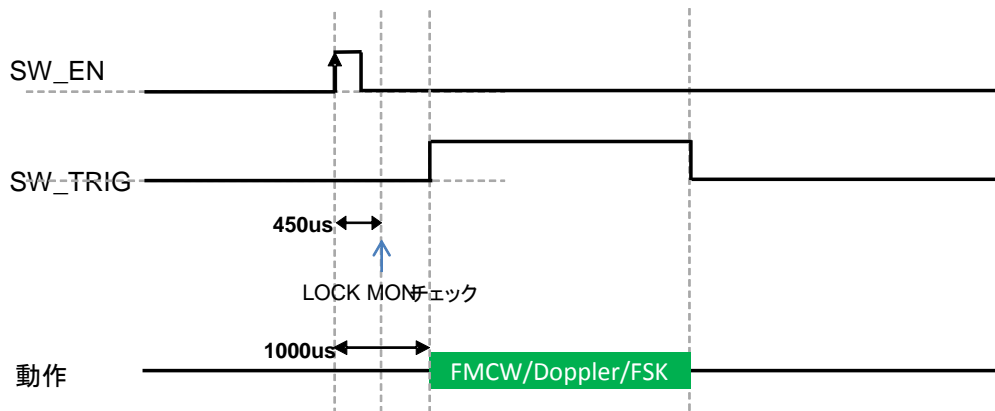 SW_EN
SW_TRIG
450us
LOCK MONチェック
1000us
動作
FMCW/Doppler/FSK